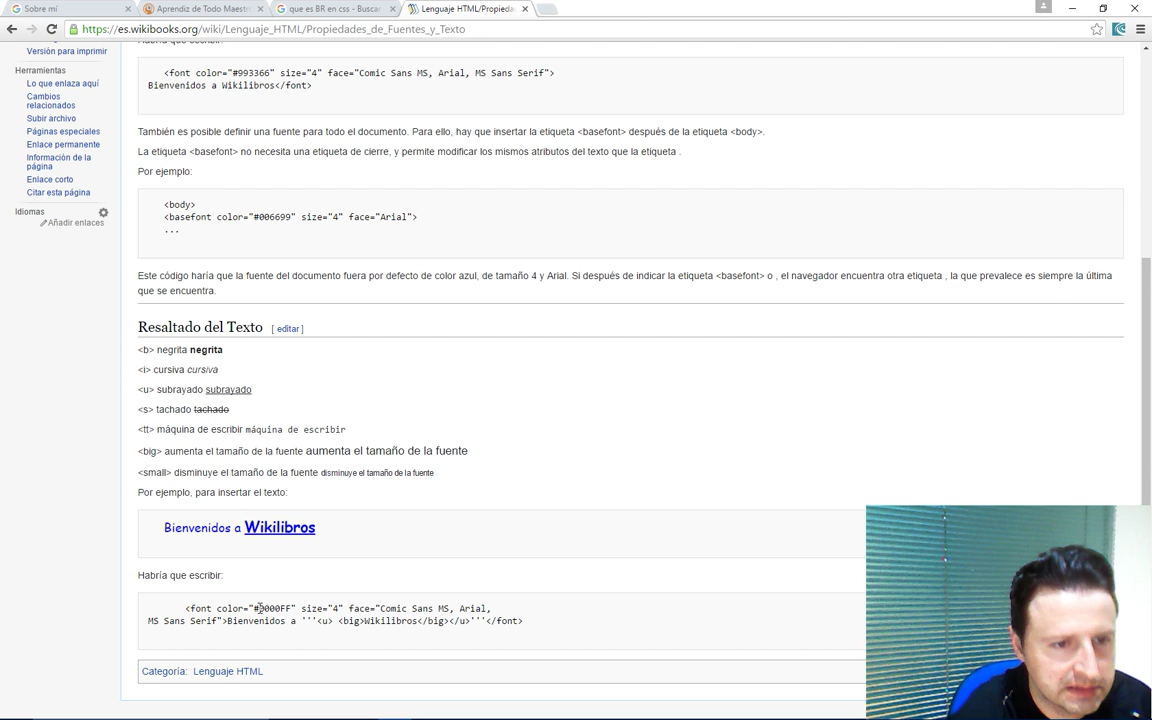 Sobre mí
Aprendiz de Todo Maestr
que es BR en css - Buscar
Lenguaje HTML/Propieda
https://es.wikibooks.org/wiki/Lenguaje_HTML/Propiedades_de_Fuentes_y_Texto
Versión para imprimir
Herramientas
Lo que enlaza aquí
Cambios
relacionados
Subir archivo
Páginas especiales
Enlace permanente
Información de la
página
Enlace corto
Citar esta página
Idiomas
Añadir enlaces
Habría que escribir:
<font color="#993366" size="4" face="Comic Sans MS, Arial, MS Sans Serif">
Bienvenidos a Wikilibros</font>
También es posible definir una fuente para todo el documento. Para ello, hay que insertar la etiqueta <basefont> después de la etiqueta <body>.
La etiqueta <basefont> no necesita una etiqueta de cierre, y permite modificar los mismos atributos del texto que la etiqueta .
Por ejemplo:
<body>
<basefont color="#006699" size="4" face="Arial">
...
Este código haría que la fuente del documento fuera por defecto de color azul, de tamaño 4 y Arial. Si después de indicar la etiqueta <basefont> o , el navegador encuentra otra etiqueta , la que prevalece es siempre la última
que se encuentra.
Resaltado del Texto [ editar ]
<b> negrita negrita
<i> cursiva cursiva
<u> subrayado subrayado
<s> tachado tachado
<tt> máquina de escribir máquina de escribir
<big> aumenta el tamaño de la fuente aumenta el tamaño de la fuente
<small> disminuye el tamaño de la fuente disminuye el tamaño de la fuente
Por ejemplo, para insertar el texto:
Bienvenidos a Wikilibros
Habría que escribir:
<font color="#0000FF" size="4" face="Comic Sans MS, Arial,
MS Sans Serif">Bienvenidos a '''<u> <big>Wikilibros</big></u>'''</font>
Categoría: Lenguaje HTML